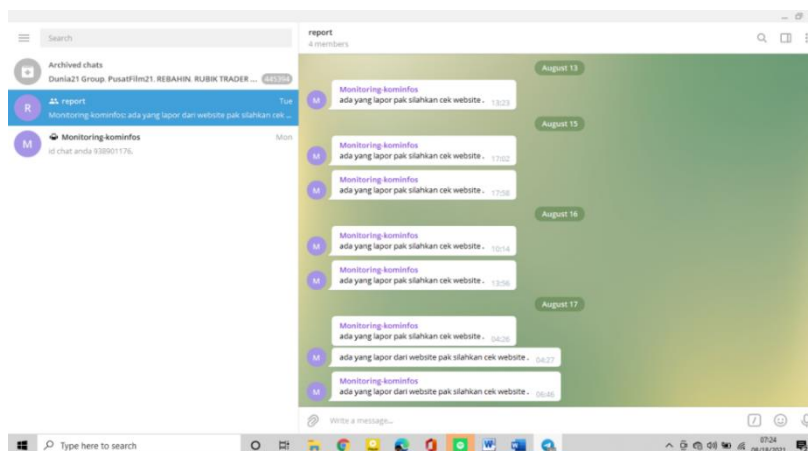 Search
Archived chats
Dunia21 Group, PusatFilm21, REBAHIN, RUBIK TRADER ... 445394
report Tue
Monitoring-kominfos: ada yang lapor dari website pak silahkan cek ...
Monitoring-kominfos Mon
id chat anda 938901176.
report
4 members
August 13
Monitoring-kominfos
ada yang lapor pak silahkan cek website. 13:23
August 15
Monitoring-kominfos
ada yang lapor pak silahkan cek website. 17:02
Monitoring-kominfos
ada yang lapor pak silahkan cek website. 17:58
August 16
Monitoring-kominfos
ada yang lapor pak silahkan cek website. 10:14
Monitoring-kominfos
ada yang lapor pak silahkan cek website. 13:56
August 17
Monitoring-kominfos
ada yang lapor pak silahkan cek website. 04:26
ada yang lapor dari website pak silahkan cek website. 04:27
Monitoring-kominfos
ada yang lapor dari website pak silahkan cek website. 06:46
Write a message...
Type here to search
07:24